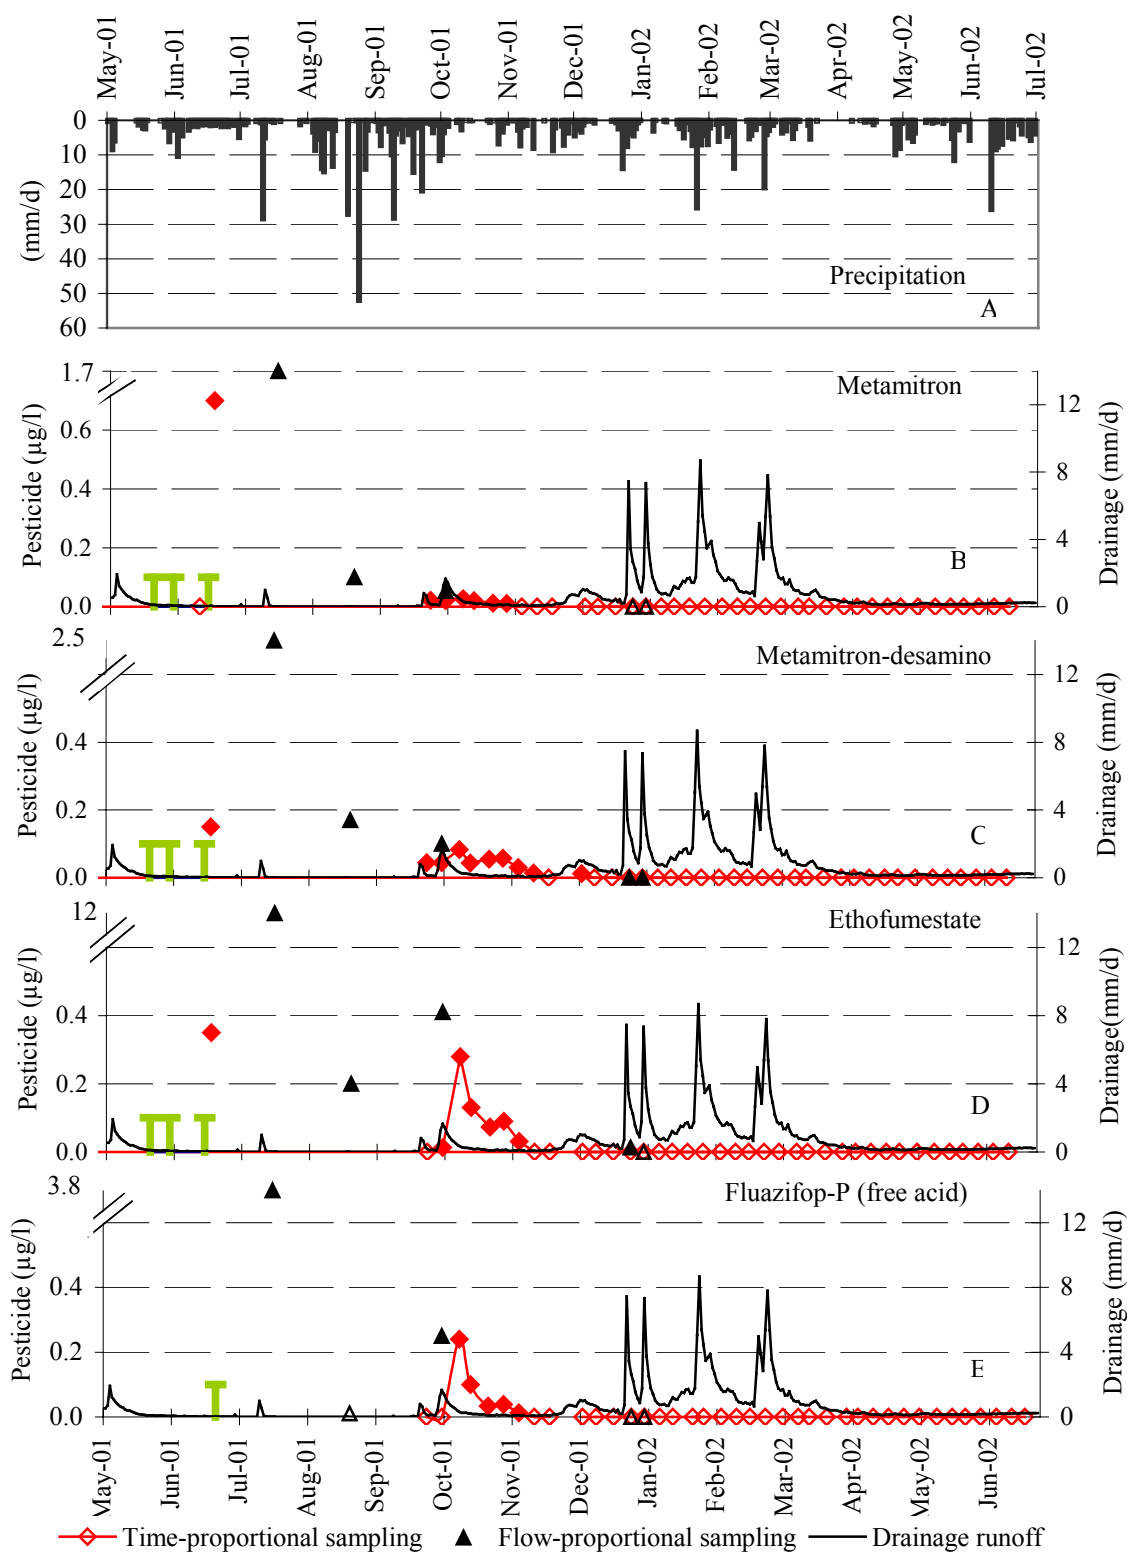 May-01 Jun-01 Jul-01 Aug-01 Sep-01 Oct-01 Nov-01 Dec-01 Jan-02 Feb-02 Mar-02 Apr-02 May-02 Jun-02 Jul-02
0
10
20
30
40
50
60
(mm/d)
Precipitation
A
1.7
0.6
0.4
0.2
0.0
Pesticide (µg/l)
Metamitron
B
12
8
4
0
Drainage (mm/d)
2.5
0.4
0.2
0.0
Pesticide (µg/l)
Metamitron-desamino
C
12
8
4
0
Drainage (mm/d)
12
0.4
0.2
0.0
Pesticide (µg/l)
Ethofumestate
D
12
8
4
0
Drainage(mm/d)
3.8
0.4
0.2
0.0
Pesticide (µg/l)
Fluazifop-P (free acid)
E
12
8
4
0
Drainage (mm/d)
May-01 Jun-01 Jul-01 Aug-01 Sep-01 Oct-01 Nov-01 Dec-01 Jan-02 Feb-02 Mar-02 Apr-02 May-02 Jun-02
Time-proportional sampling Flow-proportional sampling Drainage runoff